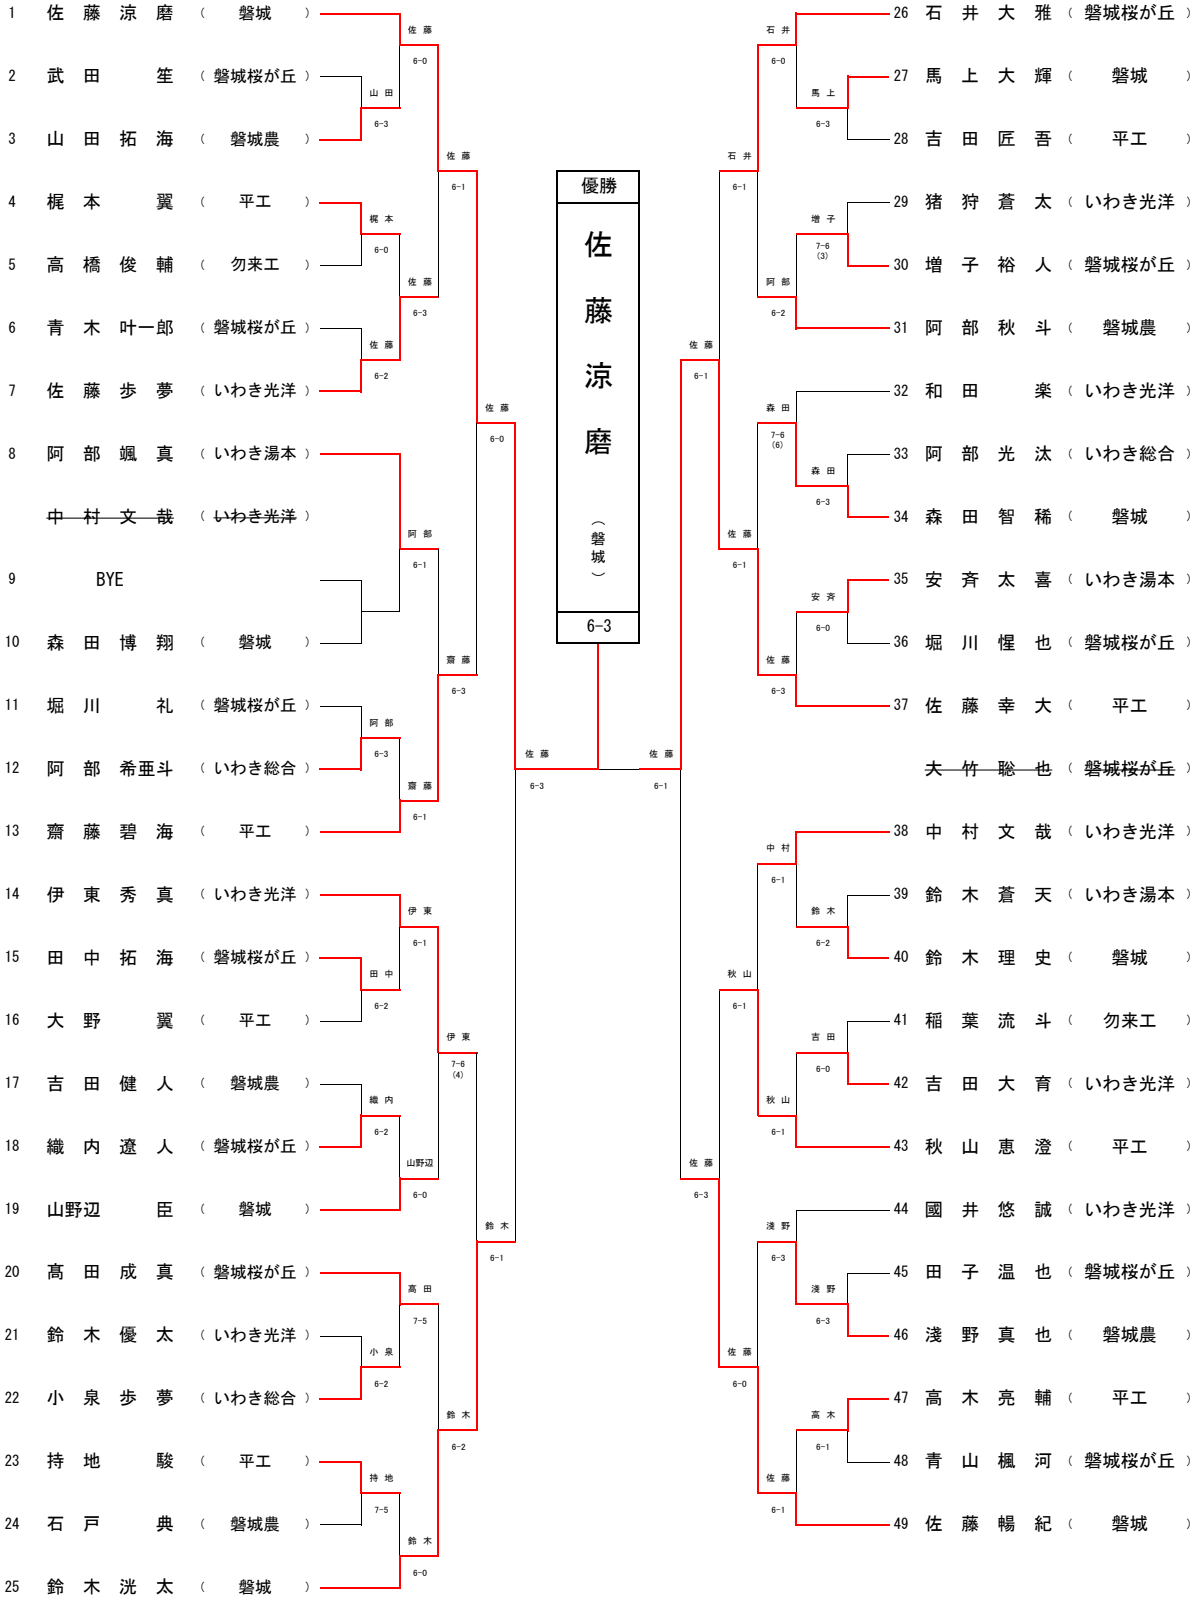 1 佐藤涼磨 （ 磐城 ）
2 武田 笙 （ 磐城桜が丘 ）
3 山田拓海 （ 磐城農 ）
4 梶本 翼 （ 平工 ）
5 高橋俊輔 （ 勿来工 ）
6 青木叶一郎 （ 磐城桜が丘 ）
7 佐藤歩夢 （ いわき光洋 ）
8 阿部颯真 （ いわき湯本 ）
中村文哉 （ いわき光洋 ）
9 BYE
10 森田博翔 （ 磐城 ）
11 堀川 礼 （ 磐城桜が丘 ）
12 阿部希亜斗 （ いわき総合 ）
13 齋藤碧海 （ 平工 ）
14 伊東秀真 （ いわき光洋 ）
15 田中拓海 （ 磐城桜が丘 ）
16 大野 翼 （ 平工 ）
17 吉田健人 （ 磐城農 ）
18 織内遼人 （ 磐城桜が丘 ）
19 山野辺 臣 （ 磐城 ）
20 髙田成真 （ 磐城桜が丘 ）
21 鈴木優太 （ いわき光洋 ）
22 小泉歩夢 （ いわき総合 ）
23 持地 駿 （ 平工 ）
24 石戸 典 （ 磐城農 ）
25 鈴木洸太 （ 磐城 ）
山田
6-3
梶本
6-0
佐藤
6-2
阿部
6-3
田中
6-2
織内
6-2
小泉
6-2
持地
7-5
佐藤
6-0
佐藤
6-3
阿部
6-1
齋藤
6-1
伊東
6-1
山野辺
6-0
髙田
7-5
鈴木
6-0
佐藤
6-1
齋藤
6-3
伊東
7-6
(4)
鈴木
6-2
佐藤
6-0
鈴木
6-1
佐藤
6-3
優勝
佐藤涼磨
（磐城）
6-3
佐藤
6-1
佐藤
6-1
佐藤
6-3
石井
6-1
佐藤
6-1
秋山
6-1
佐藤
6-0
石井
6-0
阿部
6-2
森田
7-6
(6)
佐藤
6-3
中村
6-1
秋山
6-1
淺野
6-3
佐藤
6-1
馬上
6-3
増子
7-6
(3)
森田
6-3
安斉
6-0
鈴木
6-2
吉田
6-0
淺野
6-3
高木
6-1
26 石井大雅 （ 磐城桜が丘 ）
27 馬上大輝 （ 磐城 ）
28 吉田匠吾 （ 平工 ）
29 猪狩蒼太 （ いわき光洋 ）
30 増子裕人 （ 磐城桜が丘 ）
31 阿部秋斗 （ 磐城農 ）
32 和田 楽 （ いわき光洋 ）
33 阿部光汰 （ いわき総合 ）
34 森田智稀 （ 磐城 ）
35 安斉太喜 （ いわき湯本 ）
36 堀川惺也 （ 磐城桜が丘 ）
37 佐藤幸大 （ 平工 ）
大竹聡也 （ 磐城桜が丘 ）
38 中村文哉 （ いわき光洋 ）
39 鈴木蒼天 （ いわき湯本 ）
40 鈴木理史 （ 磐城 ）
41 稲葉流斗 （ 勿来工 ）
42 吉田大育 （ いわき光洋 ）
43 秋山恵澄 （ 平工 ）
44 國井悠誠 （ いわき光洋 ）
45 田子温也 （ 磐城桜が丘 ）
46 淺野真也 （ 磐城農 ）
47 高木亮輔 （ 平工 ）
48 青山楓河 （ 磐城桜が丘 ）
49 佐藤暢紀 （ 磐城 ）